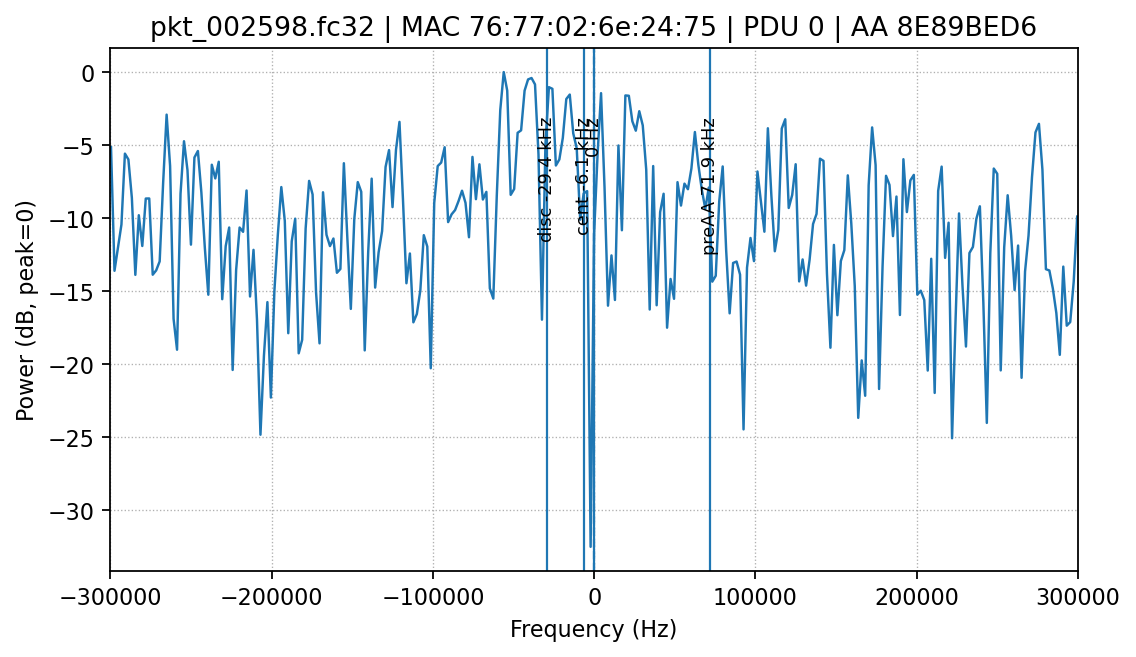 pkt_002598.fc32 | MAC 76:77:02:6e:24:75 | PDU 0 | AA 8E89BED6
Power (dB, peak=0)
0
−5
−10
−15
−20
−25
−30
disc -29.4 kHz
cent -6.1 kHz
0 Hz
preAA 71.9 kHz
−300000
−200000
−100000
0
100000
200000
300000
Frequency (Hz)